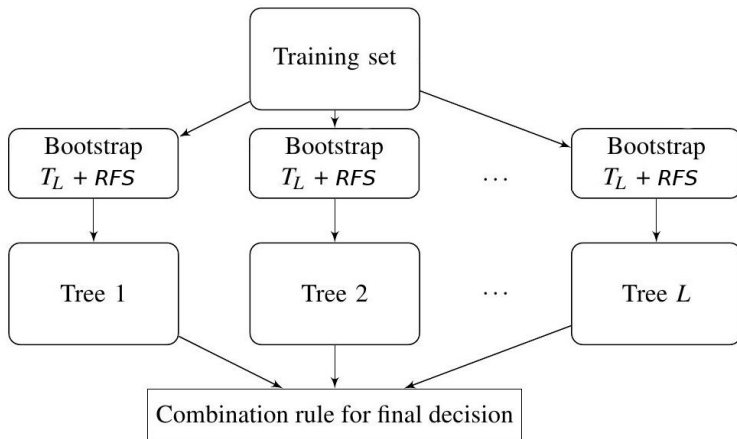 Training set
Bootstrap
T_L + RFS
Bootstrap
T_L + RFS
...
Bootstrap
T_L + RFS
Tree 1
Tree 2
...
Tree L
Combination rule for final decision